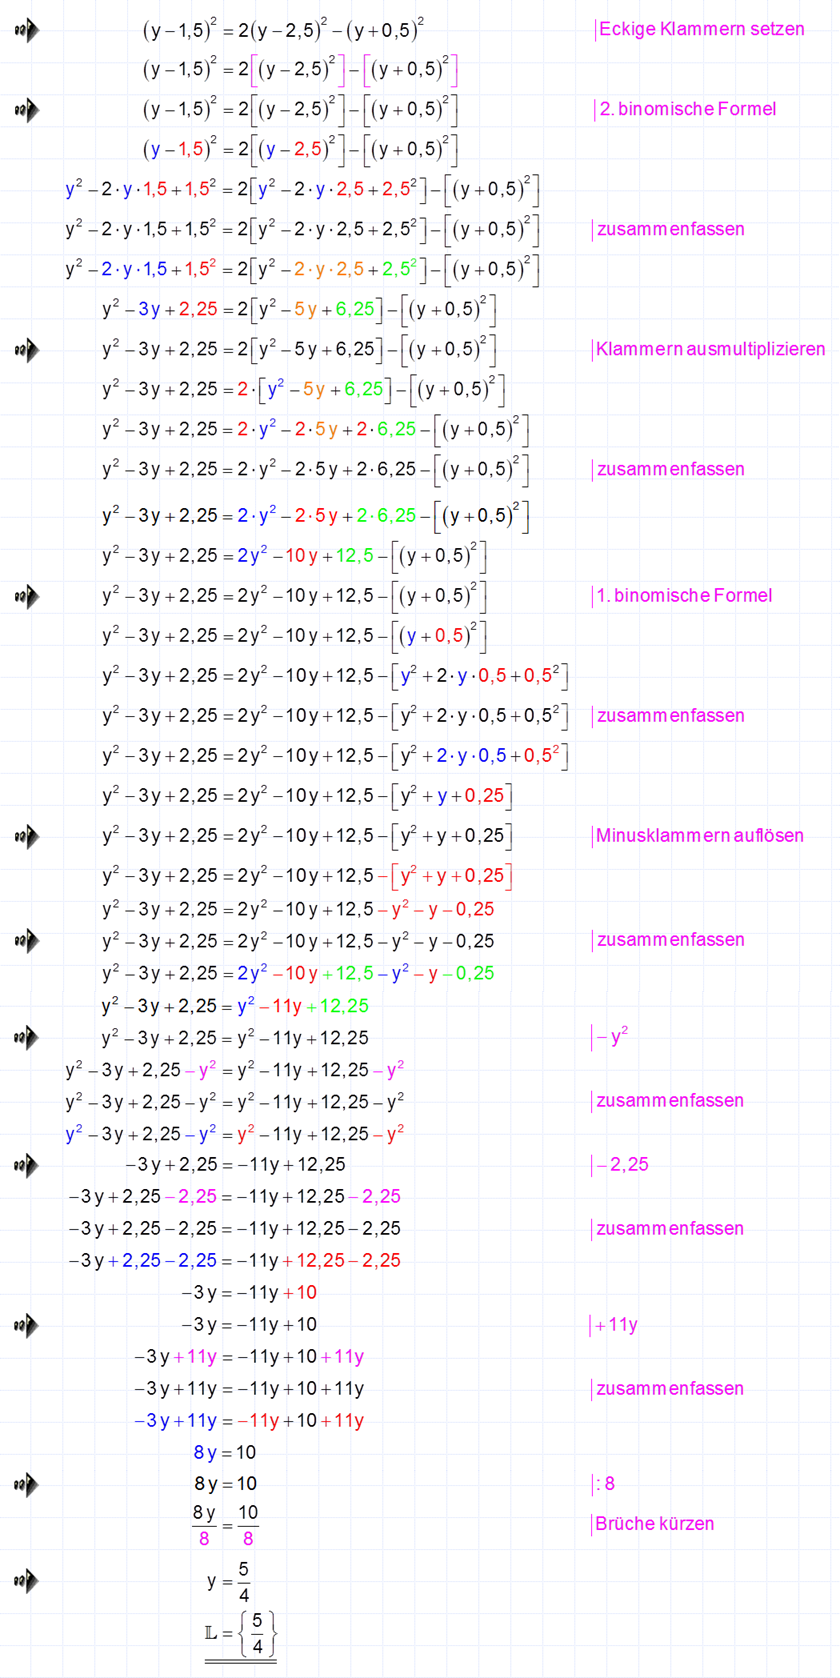 (y − 1,5)² = 2(y − 2,5)² − (y + 0,5)² |Eckige Klammern setzen
(y − 1,5)² = 2[(y − 2,5)²] − [(y + 0,5)²]
(y − 1,5)² = 2[(y − 2,5)²] − [(y + 0,5)²] |2. binomische Formel
(y − 1,5)² = 2[(y − 2,5)²] − [(y + 0,5)²]
y² − 2·y·1,5 + 1,5² = 2[y² − 2·y·2,5 + 2,5²] − [(y + 0,5)²]
y² − 2·y·1,5 + 1,5² = 2[y² − 2·y·2,5 + 2,5²] − [(y + 0,5)²] |zusammenfassen
y² − 2·y·1,5 + 1,5² = 2[y² − 2·y·2,5 + 2,5²] − [(y + 0,5)²]
y² − 3y + 2,25 = 2[y² − 5y + 6,25] − [(y + 0,5)²]
y² − 3y + 2,25 = 2[y² − 5y + 6,25] − [(y + 0,5)²] |Klammern ausmultiplizieren
y² − 3y + 2,25 = 2·[y² − 5y + 6,25] − [(y + 0,5)²]
y² − 3y + 2,25 = 2·y² − 2·5y + 2·6,25 − [(y + 0,5)²]
y² − 3y + 2,25 = 2·y² − 2·5y + 2·6,25 − [(y + 0,5)²] |zusammenfassen
y² − 3y + 2,25 = 2·y² − 2·5y + 2·6,25 − [(y + 0,5)²]
y² − 3y + 2,25 = 2y² − 10y + 12,5 − [(y + 0,5)²]
y² − 3y + 2,25 = 2y² − 10y + 12,5 − [(y + 0,5)²] |1. binomische Formel
y² − 3y + 2,25 = 2y² − 10y + 12,5 − [(y + 0,5)²]
y² − 3y + 2,25 = 2y² − 10y + 12,5 − [y² + 2·y·0,5 + 0,5²]
y² − 3y + 2,25 = 2y² − 10y + 12,5 − [y² + 2·y·0,5 + 0,5²] |zusammenfassen
y² − 3y + 2,25 = 2y² − 10y + 12,5 − [y² + 2·y·0,5 + 0,5²]
y² − 3y + 2,25 = 2y² − 10y + 12,5 − [y² + y + 0,25]
y² − 3y + 2,25 = 2y² − 10y + 12,5 − [y² + y + 0,25] |Minusklammern auflösen
y² − 3y + 2,25 = 2y² − 10y + 12,5 − [y² + y + 0,25]
y² − 3y + 2,25 = 2y² − 10y + 12,5 − y² − y − 0,25
y² − 3y + 2,25 = 2y² − 10y + 12,5 − y² − y − 0,25 |zusammenfassen
y² − 3y + 2,25 = 2y² − 10y + 12,5 − y² − y − 0,25
y² − 3y + 2,25 = y² − 11y + 12,25
y² − 3y + 2,25 = y² − 11y + 12,25 |− y²
y² − 3y + 2,25 − y² = y² − 11y + 12,25 − y²
y² − 3y + 2,25 − y² = y² − 11y + 12,25 − y² |zusammenfassen
y² − 3y + 2,25 − y² = y² − 11y + 12,25 − y²
−3y + 2,25 = −11y + 12,25 |− 2,25
−3y + 2,25 − 2,25 = −11y + 12,25 − 2,25
−3y + 2,25 − 2,25 = −11y + 12,25 − 2,25 |zusammenfassen
−3y + 2,25 − 2,25 = −11y + 12,25 − 2,25
−3y = −11y + 10
−3y = −11y + 10 |+ 11y
−3y + 11y = −11y + 10 + 11y
−3y + 11y = −11y + 10 + 11y |zusammenfassen
−3y + 11y = −11y + 10 + 11y
8y = 10
8y = 10 |: 8
8y/8 = 10/8 |Brüche kürzen
y = 5/4
𝕃 = {5/4}